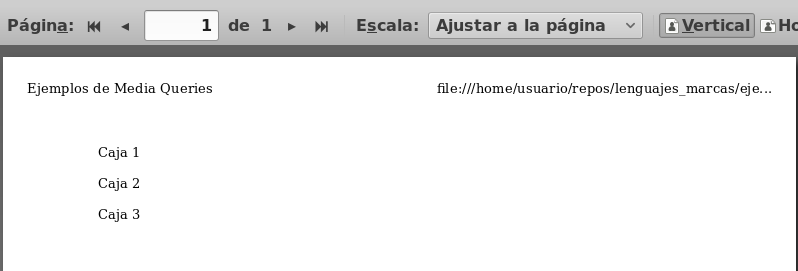 Página: 1 de 1 Escala: Ajustar a la página Vertical Ho
Ejemplos de Media Queries file:///home/usuario/repos/lenguajes_marcas/eje...
Caja 1
Caja 2
Caja 3